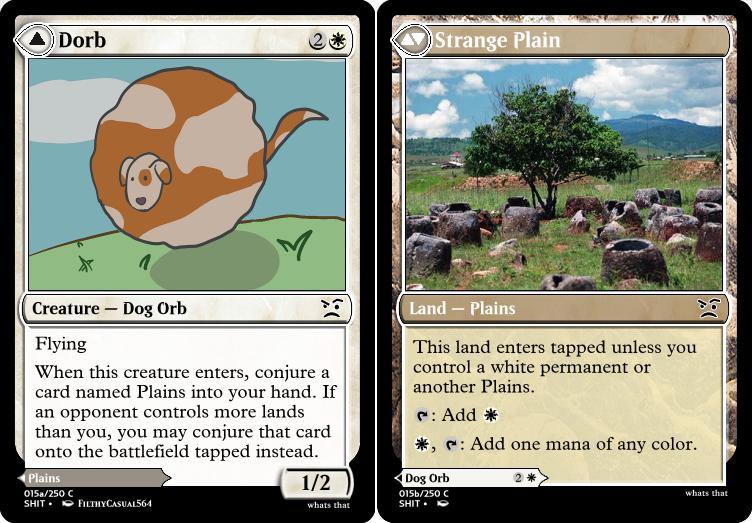 Dorb
2
Creature — Dog Orb
Flying
When this creature enters, conjure a
card named Plains into your hand. If
an opponent controls more lands
than you, you may conjure that card
onto the battlefield tapped instead.
Plains
1/2
015a/250 C
SHIT • FILTHYCASUAL564
whats that
Strange Plain
Land — Plains
This land enters tapped unless you
control a white permanent or
another Plains.
: Add
, : Add one mana of any color.
Dog Orb 2
015b/250 C
SHIT •
whats that